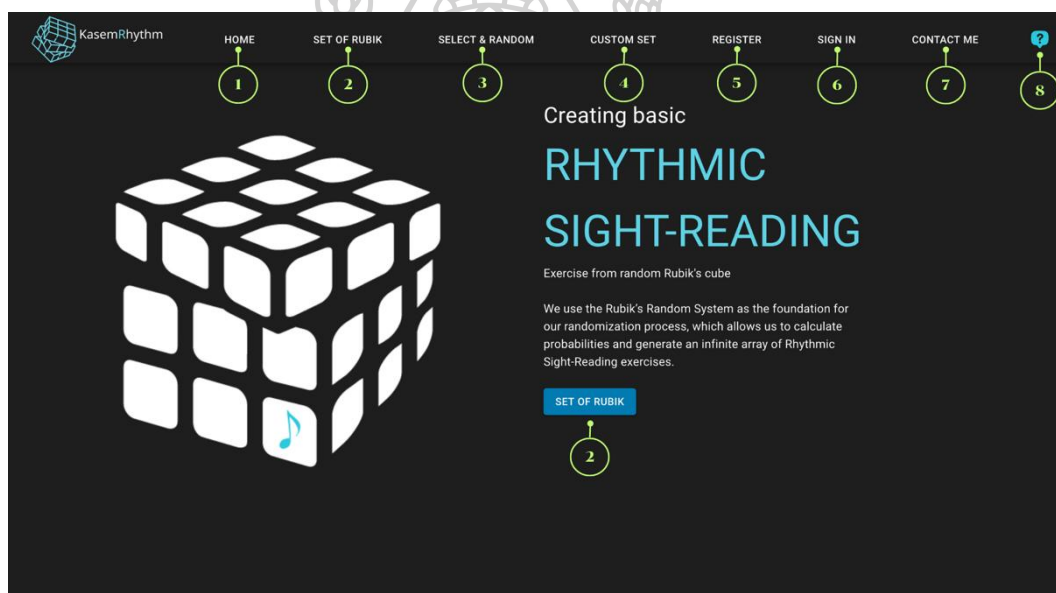 KasemRhythm
HOME
SET OF RUBIK
SELECT & RANDOM
CUSTOM SET
REGISTER
SIGN IN
CONTACT ME
?
1
2
3
4
5
6
7
8
Creating basic
RHYTHMIC
SIGHT-READING
Exercise from random Rubik's cube
We use the Rubik's Random System as the foundation for
our randomization process, which allows us to calculate
probabilities and generate an infinite array of Rhythmic
Sight-Reading exercises.
SET OF RUBIK
2